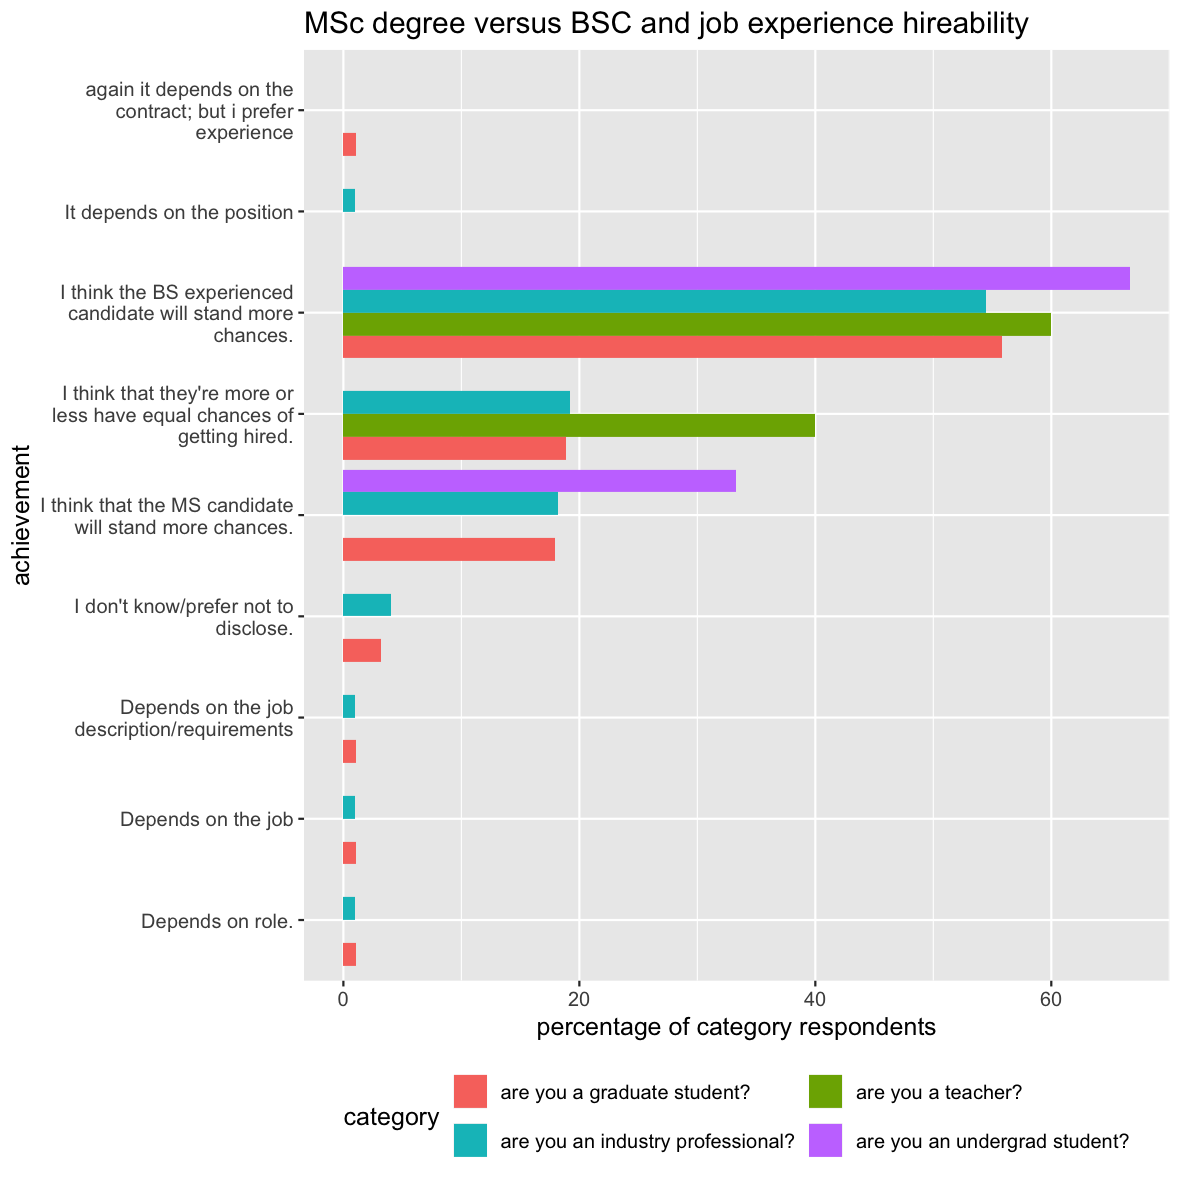 MSc degree versus BSC and job experience hireability
again it depends on the
contract; but i prefer
experience
It depends on the position
I think the BS experienced
candidate will stand more
chances.
I think that they're more or
less have equal chances of
getting hired.
I think that the MS candidate
will stand more chances.
I don't know/prefer not to
disclose.
Depends on the job
description/requirements
Depends on the job
Depends on role.
achievement
0 20 40 60
percentage of category respondents
category
are you a graduate student? are you a teacher?
are you an industry professional? are you an undergrad student?